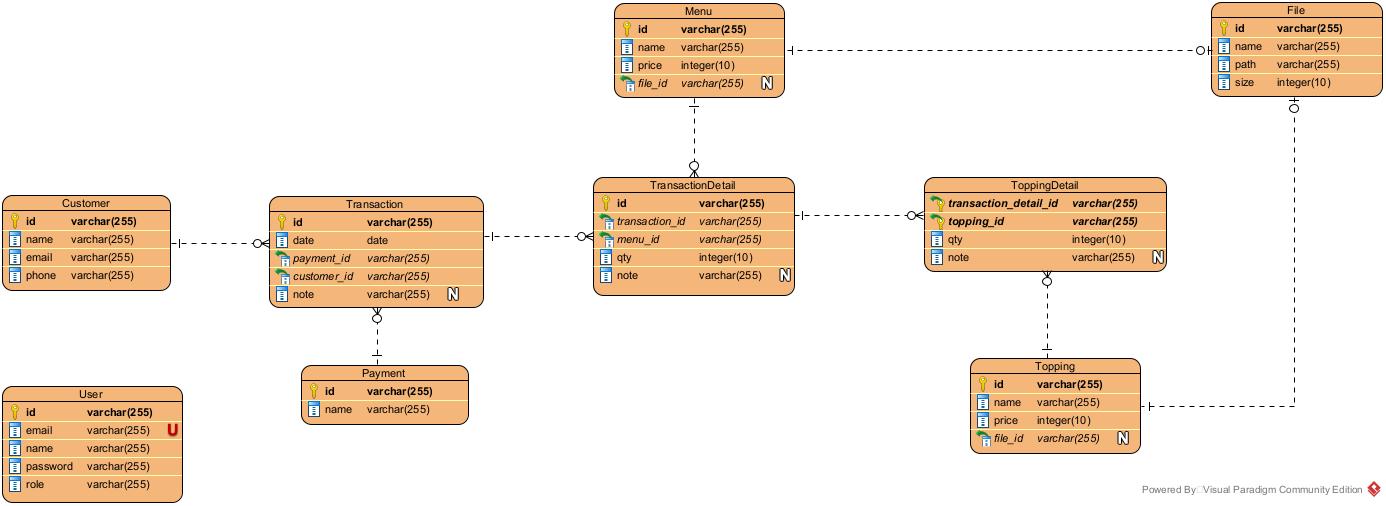 Menu
id varchar(255)
name varchar(255)
price integer(10)
file_id varchar(255) N
File
id varchar(255)
name varchar(255)
path varchar(255)
size integer(10)
Customer
id varchar(255)
name varchar(255)
email varchar(255)
phone varchar(255)
Transaction
id varchar(255)
date date
payment_id varchar(255)
customer_id varchar(255)
note varchar(255) N
TransactionDetail
id varchar(255)
transaction_id varchar(255)
menu_id varchar(255)
qty integer(10)
note varchar(255) N
ToppingDetail
transaction_detail_id varchar(255)
topping_id varchar(255)
qty integer(10)
note varchar(255) N
Payment
id varchar(255)
name varchar(255)
Topping
id varchar(255)
name varchar(255)
price integer(10)
file_id varchar(255) N
User
id varchar(255)
email varchar(255) U
name varchar(255)
password varchar(255)
role varchar(255)
Powered By□Visual Paradigm Community Edition